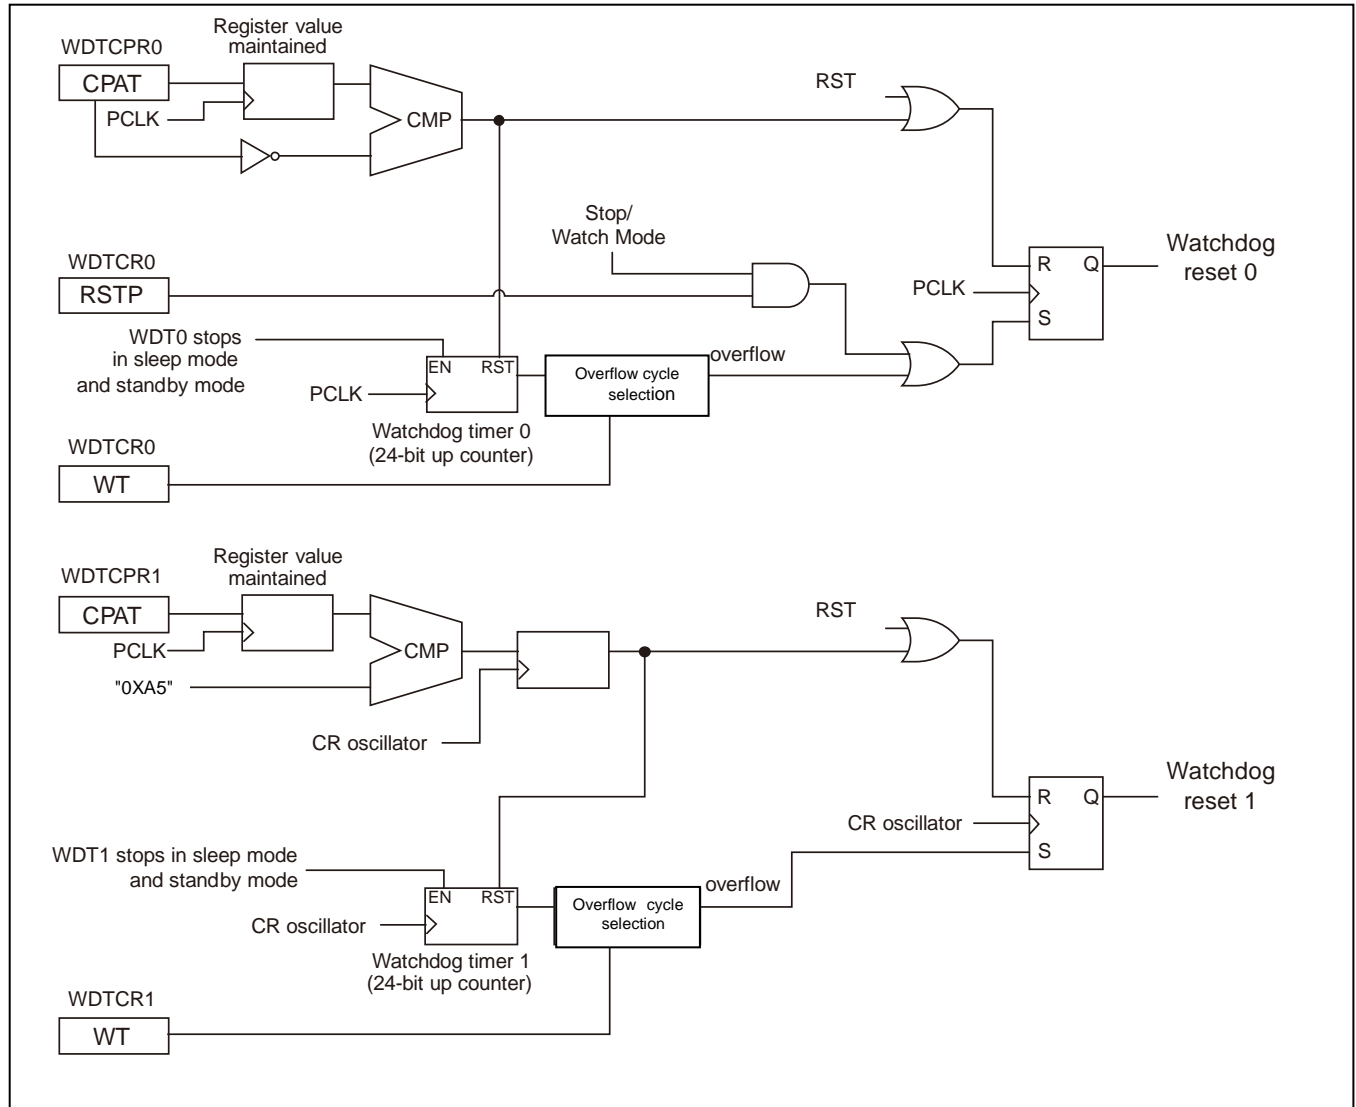 Register value
maintained
WDTCPR0
CPAT
PCLK
CMP
RST
Stop/
Watch Mode
WDTCR0
RSTP
PCLK
R Q
S
Watchdog
reset 0
WDT0 stops
in sleep mode
and standby mode
EN RST
PCLK
Overflow cycle
selection
overflow
Watchdog timer 0
(24-bit up counter)
WDTCR0
WT
Register value
maintained
WDTCPR1
CPAT
PCLK
CMP
"0XA5"
CR oscillator
RST
Watchdog
reset 1
R Q
S
CR oscillator
WDT1 stops in sleep mode
and standby mode
EN RST
CR oscillator
Overflow cycle
selection
overflow
Watchdog timer 1
(24-bit up counter)
WDTCR1
WT